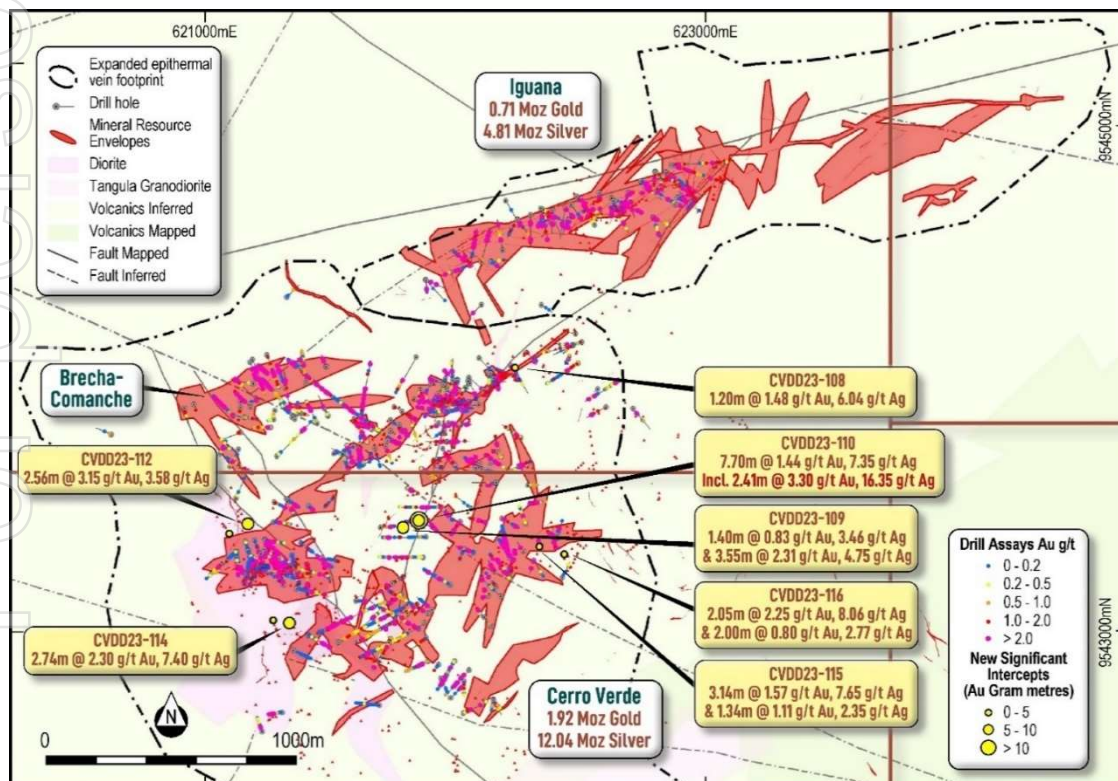 621000mE
623000mE
Expanded epithermal
vein footprint
Drill hole
Mineral Resource
Envelopes
Diorite
Tangula Granodiorite
Volcanics Inferred
Volcanics Mapped
Fault Mapped
Fault Inferred
Iguana
0.71 Moz Gold
4.81 Moz Silver
9545000mN
Brecha-
Comanche
CVDD23-108
1.20m @ 1.48 g/t Au, 6.04 g/t Ag
CVDD23-112
2.56m @ 3.15 g/t Au, 3.58 g/t Ag
CVDD23-110
7.70m @ 1.44 g/t Au, 7.35 g/t Ag
Incl. 2.41m @ 3.30 g/t Au, 16.35 g/t Ag
CVDD23-109
1.40m @ 0.83 g/t Au, 3.46 g/t Ag
& 3.55m @ 2.31 g/t Au, 4.75 g/t Ag
CVDD23-116
2.05m @ 2.25 g/t Au, 8.06 g/t Ag
& 2.00m @ 0.80 g/t Au, 2.77 g/t Ag
CVDD23-114
2.74m @ 2.30 g/t Au, 7.40 g/t Ag
CVDD23-115
3.14m @ 1.57 g/t Au, 7.65 g/t Ag
& 1.34m @ 1.11 g/t Au, 2.35 g/t Ag
Cerro Verde
1.92 Moz Gold
12.04 Moz Silver
Drill Assays Au g/t
0 - 0.2
0.2 - 0.5
0.5 - 1.0
1.0 - 2.0
> 2.0
New Significant
Intercepts
(Au Gram metres)
0 - 5
5 - 10
> 10
9543000mN
N
0
1000m